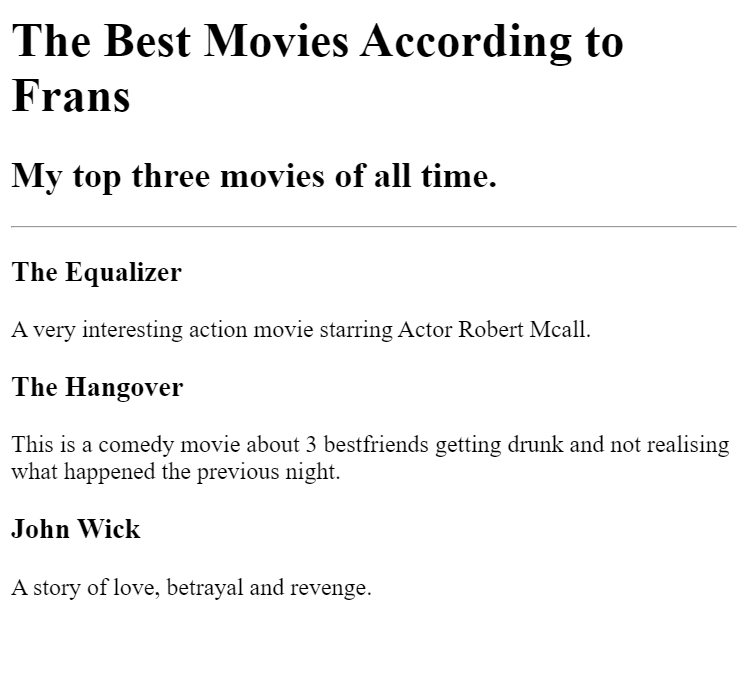 The Best Movies According to
Frans
My top three movies of all time.
The Equalizer
A very interesting action movie starring Actor Robert Mcall.
The Hangover
This is a comedy movie about 3 bestfriends getting drunk and not realising
what happened the previous night.
John Wick
A story of love, betrayal and revenge.